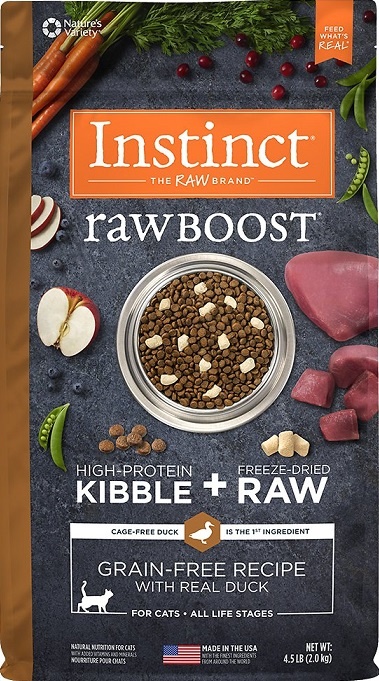 Nature's
Variety
FEED
WHAT'S
REAL
Instinct®
THE RAW BRAND™
rawBOOST®
HIGH-PROTEIN
KIBBLE
+
FREEZE-DRIED
RAW
CAGE-FREE DUCK
IS THE 1ST INGREDIENT
GRAIN-FREE RECIPE
WITH REAL DUCK
FOR CATS • ALL LIFE STAGES
NATURAL NUTRITION FOR CATS
WITH ADDED VITAMINS AND MINERALS
NOURRITURE POUR CHATS
MADE IN THE USA
WITH THE FINEST INGREDIENTS
FROM AROUND THE WORLD
NET WT:
4.5 LB (2.0 kg)